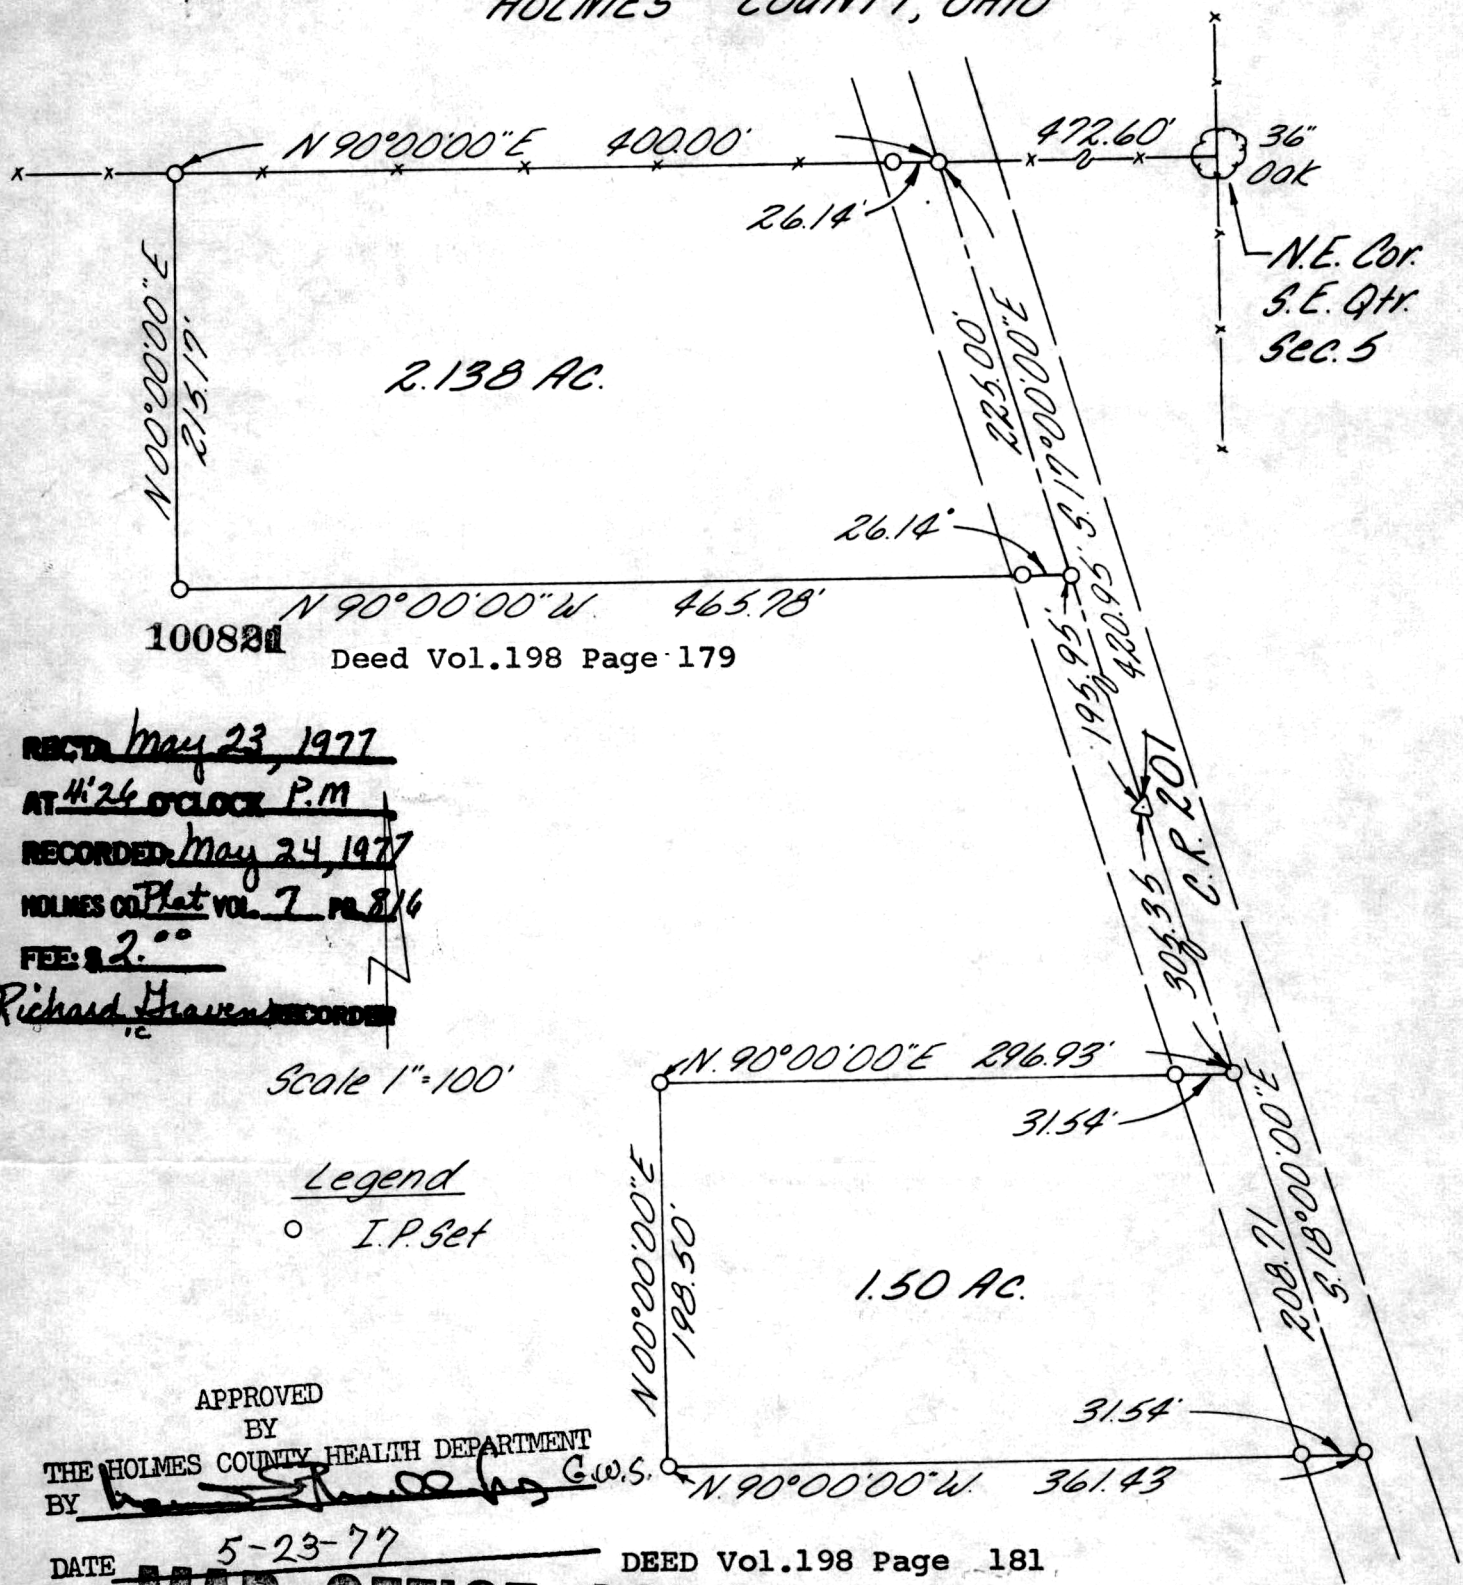 HOLMES COUNTY, OHIO
N 90°00'00" E 400.00'
472.60'
36"
OAK
26.14'
N.E. Cor.
S.E. Qtr.
Sec. 5
N 00°00'00" E
215.19'
2.138 AC.
225.00'
S. 17°00'00" E
26.14'
N 90°00'00" W. 465.78'
Deed Vol.198 Page 179
195.95'
420.95'
REC'D. May 23, 1977
AT 4:26 O'CLOCK P.M
RECORDED: May 24, 1977
HOLMES CO. Plat VOL. 7 PG. 816
FEE: $ 2.00
Richard Graven RECORDER
C.R. 201
305.35
Scale 1"=100'
N. 90°00'00" E 296.93'
31.54'
Legend
I.P. Set
N 00°00'00" E
198.50'
1.50 AC.
S. 18°00'00" E
208.71
31.54'
N. 90°00'00" W. 361.43
APPROVED
BY
THE HOLMES COUNTY HEALTH DEPARTMENT
BY G.W.S.
DATE 5-23-77
DEED Vol.198 Page 181
MAP OFFICE